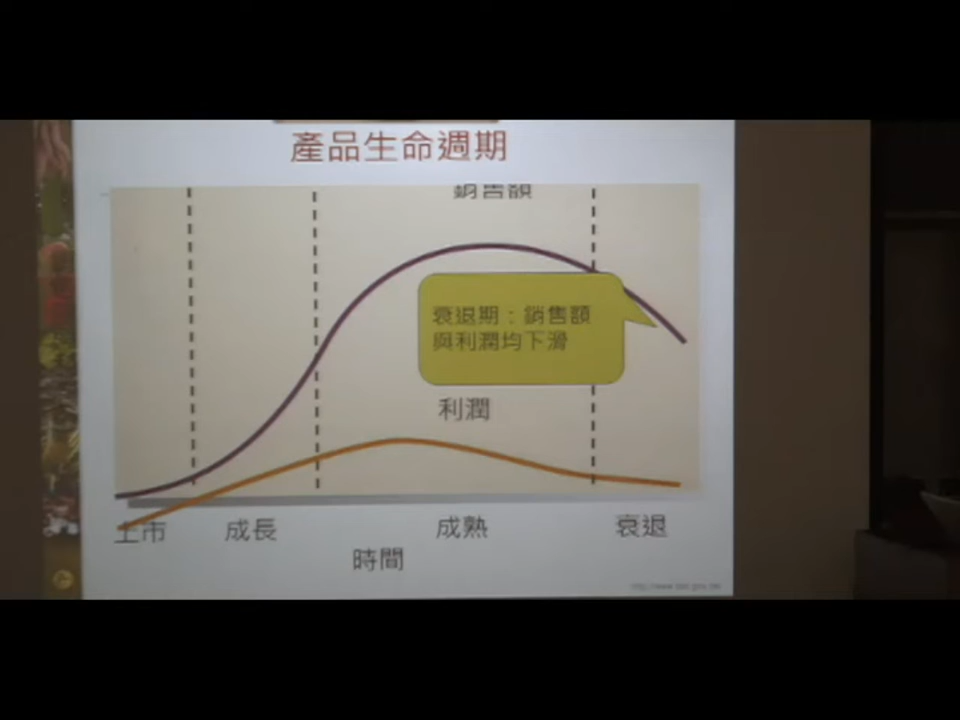 產品生命週期
銷售額
衰退期：銷售額
與利潤均下滑
利潤
上市
成長
成熟
衰退
時間